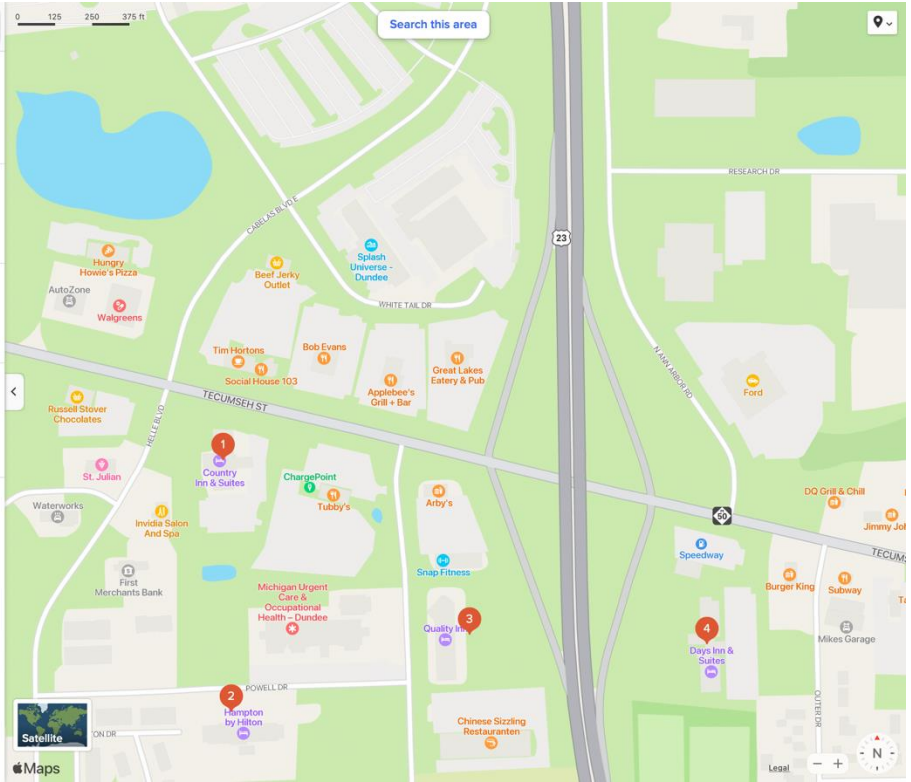 0 125 250 375 ft
Search this area
RESEARCH DR
CABELAS BLVD E
23
Splash
Universe -
Dundee
Hungry
Howie's Pizza
Beef Jerky
Outlet
AutoZone
Walgreens
WHITE TAIL DR
Tim Hortons
Bob Evans
Social House 103
Applebee's
Grill + Bar
Great Lakes
Eatery & Pub
N ANN ARBOR RD
Ford
TECUMSEH ST
Russell Stover
Chocolates
HELLE BLVD
1
Country
Inn & Suites
St. Julian
ChargePoint
Tubby's
Arby's
DQ Grill & Chill
Waterworks
Invidia Salon
And Spa
50
Jimmy Joh
TECUMS
Speedway
First
Merchants Bank
Snap Fitness
Michigan Urgent
Care &
Occupational
Health – Dundee
Burger King
Subway
Ta
Quality In
3
4
Mikes Garage
Days Inn &
Suites
POWELL DR
2
Hampton
by Hilton
OUTER DR
Chinese Sizzling
Restauranten
Satellite
ON DR
Maps
Legal
− +
N